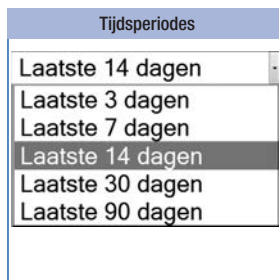 Tijdsperiodes
Laatste 14 dagen
Laatste 3 dagen
Laatste 7 dagen
Laatste 14 dagen
Laatste 30 dagen
Laatste 90 dagen